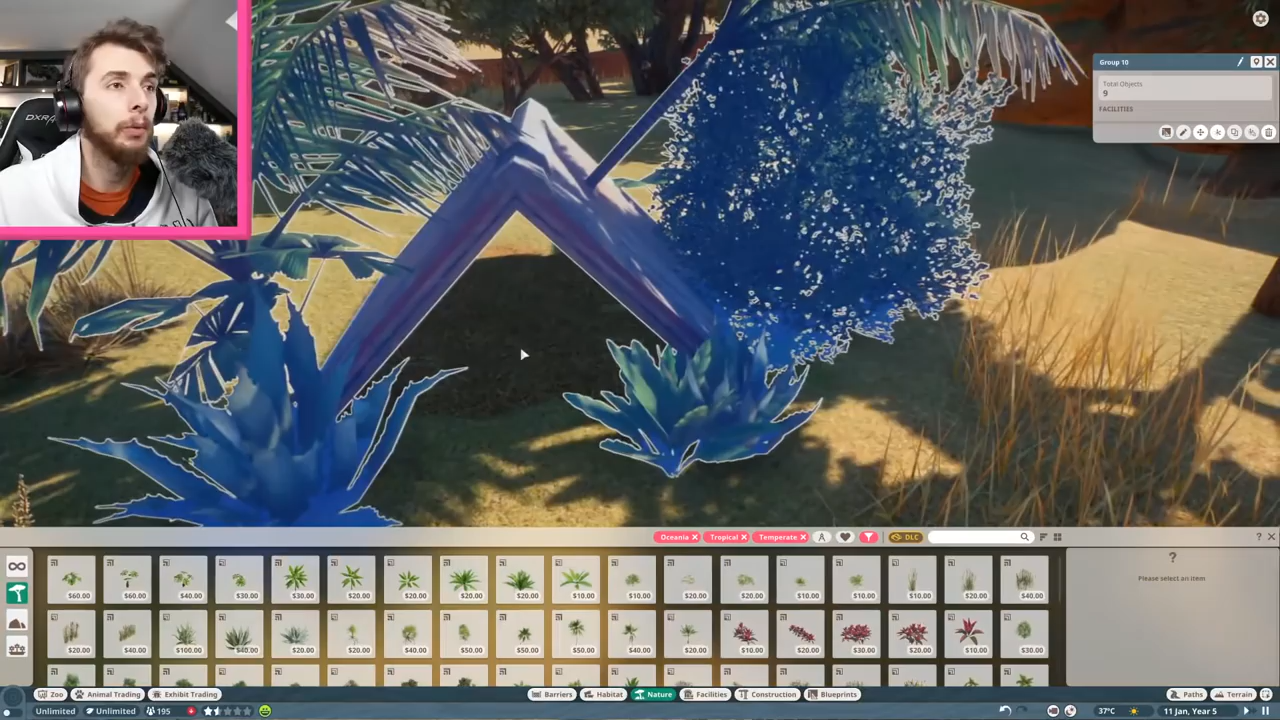 DXRA
Group 10
Total Objects
9
FACILITIES
Oceania
Tropical
Temperate
DLC
?
$60.00 $60.00 $40.00 $30.00 $30.00 $20.00 $20.00 $20.00 $20.00 $10.00 $10.00 $20.00 $20.00 $10.00 $10.00 $10.00 $20.00 $40.00
?
Please select an item
$20.00 $40.00 $100.00 $40.00 $20.00 $20.00 $40.00 $50.00 $50.00 $50.00 $40.00 $20.00 $10.00 $10.00 $30.00 $20.00 $10.00 $30.00
Zoo Animal Trading Exhibit Trading Barriers Habitat Nature Facilities Construction Blueprints Paths Terrain
Unlimited Unlimited 195 37°C 11 Jan, Year 5